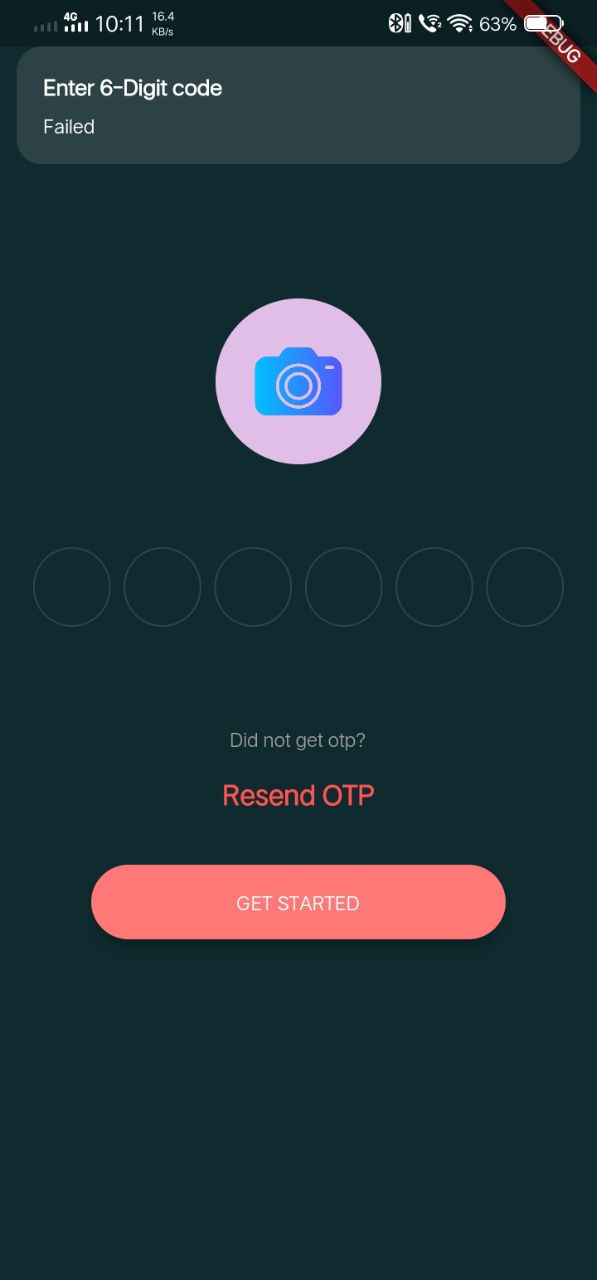 4G 10:11 16.4 KB/s 2 63%
EBUG
Enter 6-Digit code
Failed
Did not get otp?
Resend OTP
GET STARTED